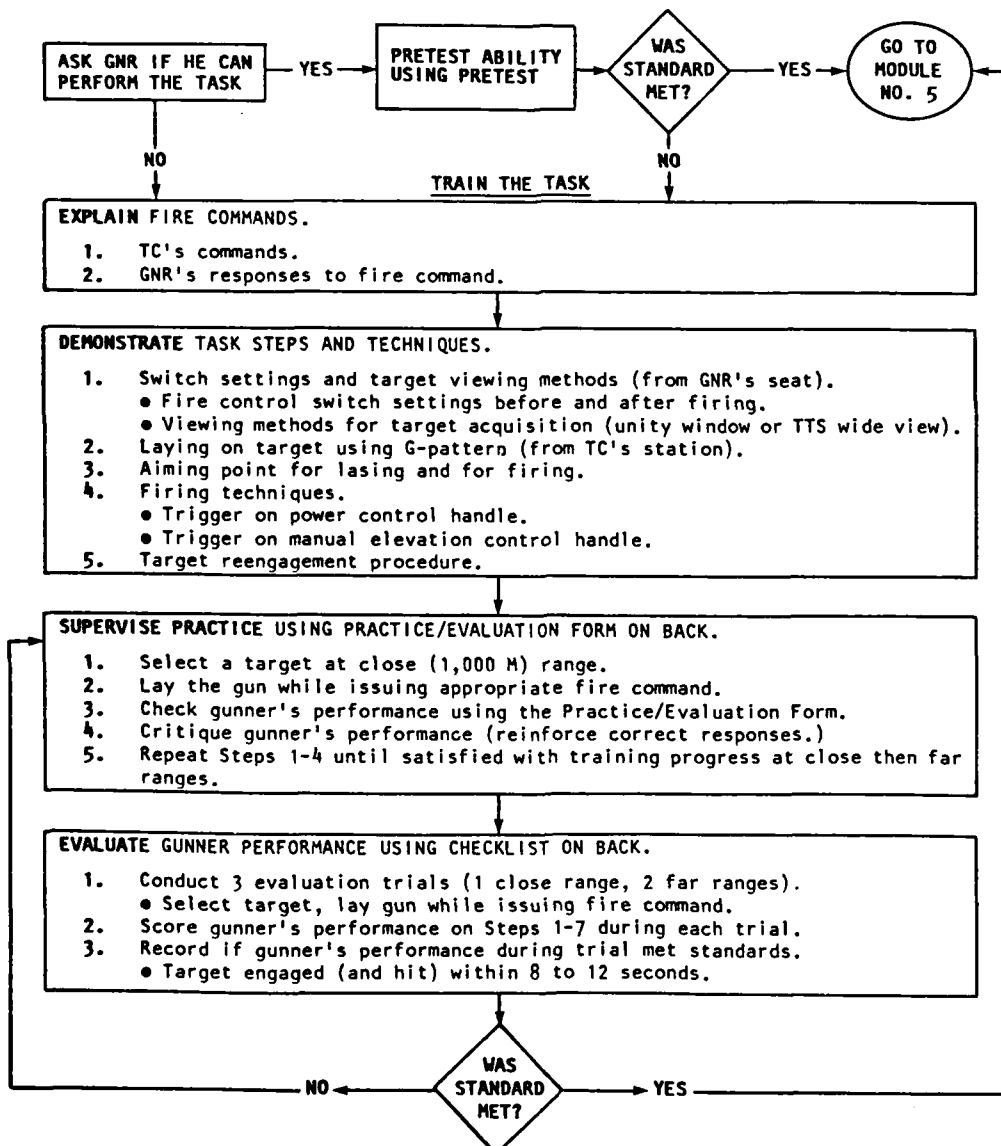 ASK GNR IF HE CAN
PERFORM THE TASK
YES
PRETEST ABILITY
USING PRETEST
WAS
STANDARD
MET?
YES
GO TO
MODULE
NO. 5
NO
NO
TRAIN THE TASK
EXPLAIN FIRE COMMANDS.
1. TC's commands.
2. GNR's responses to fire command.
DEMONSTRATE TASK STEPS AND TECHNIQUES.
1. Switch settings and target viewing methods (from GNR's seat).
• Fire control switch settings before and after firing.
• Viewing methods for target acquisition (unity window or TTS wide view).
2. Laying on target using G-pattern (from TC's station).
3. Aiming point for lasing and for firing.
4. Firing techniques.
• Trigger on power control handle.
• Trigger on manual elevation control handle.
5. Target reengagement procedure.
SUPERVISE PRACTICE USING PRACTICE/EVALUATION FORM ON BACK.
1. Select a target at close (1,000 M) range.
2. Lay the gun while issuing appropriate fire command.
3. Check gunner's performance using the Practice/Evaluation Form.
4. Critique gunner's performance (reinforce correct responses.)
5. Repeat Steps 1-4 until satisfied with training progress at close then far
ranges.
EVALUATE GUNNER PERFORMANCE USING CHECKLIST ON BACK.
1. Conduct 3 evaluation trials (1 close range, 2 far ranges).
• Select target, lay gun while issuing fire command.
2. Score gunner's performance on Steps 1-7 during each trial.
3. Record if gunner's performance during trial met standards.
• Target engaged (and hit) within 8 to 12 seconds.
NO
WAS
STANDARD
MET?
YES